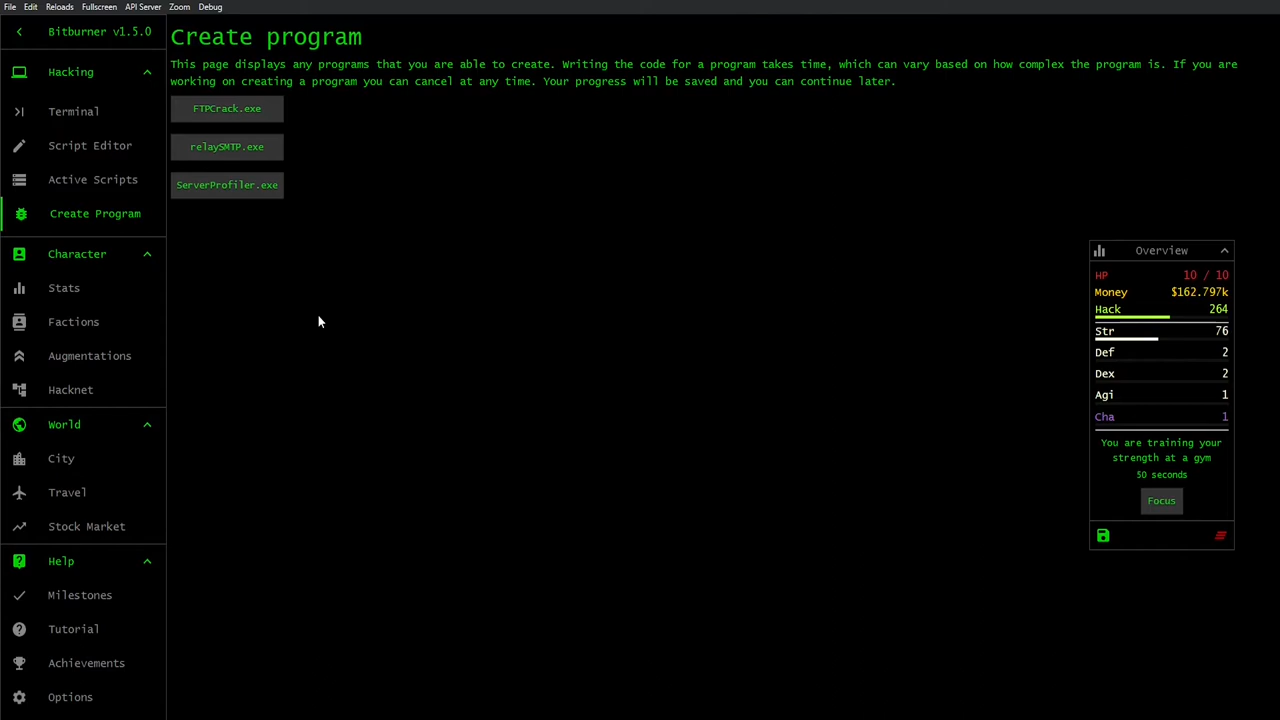 File Edit Reloads Fullscreen API Server Zoom Debug
Bitburner v1.5.0
Hacking
Terminal
Script Editor
Active Scripts
Create Program
Character
Stats
Factions
Augmentations
Hacknet
World
City
Travel
Stock Market
Help
Milestones
Tutorial
Achievements
Options
Create program
This page displays any programs that you are able to create. Writing the code for a program takes time, which can vary based on how complex the program is. If you are
working on creating a program you can cancel at any time. Your progress will be saved and you can continue later.
FTPCrack.exe
relaySMTP.exe
ServerProfiler.exe
Overview
HP 10 / 10
Money $162.797k
Hack 264
Str 76
Def 2
Dex 2
Agi 1
Cha 1
You are training your
strength at a gym
50 seconds
Focus